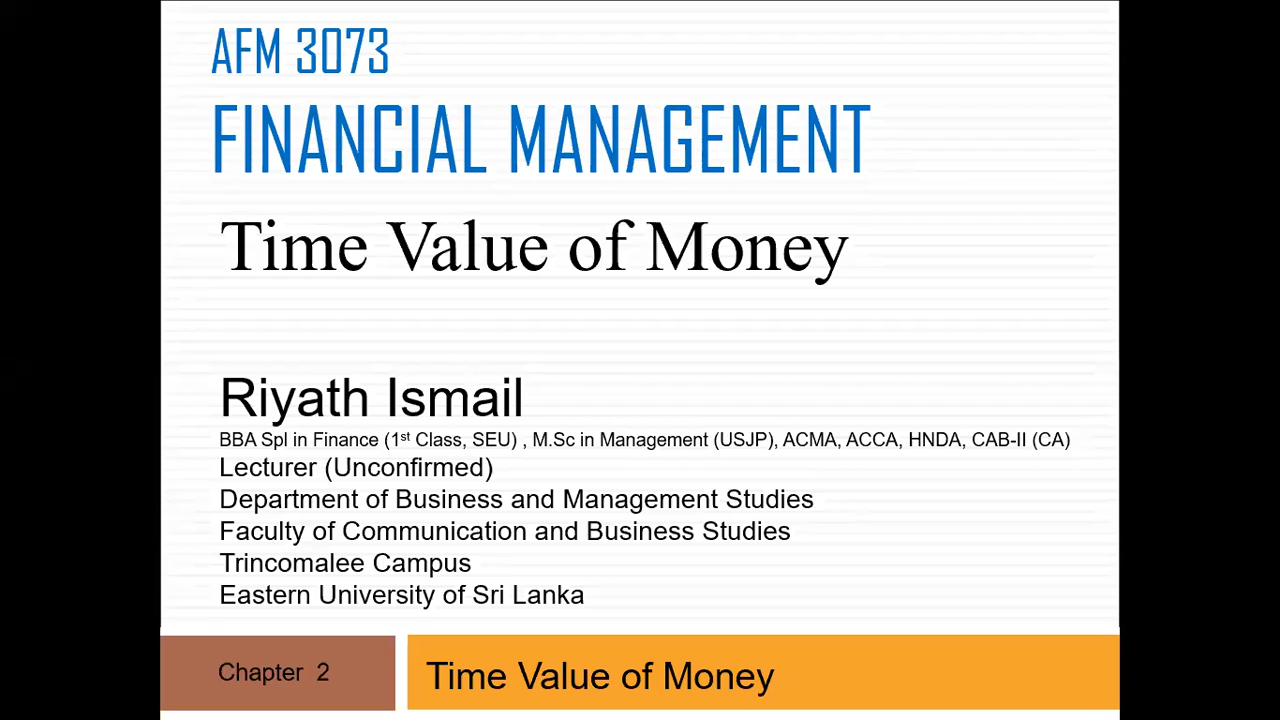 AFM 3073
FINANCIAL MANAGEMENT
Time Value of Money
Riyath Ismail
BBA Spl in Finance (1st Class, SEU) , M.Sc in Management (USJP), ACMA, ACCA, HNDA, CAB-II (CA)
Lecturer (Unconfirmed)
Department of Business and Management Studies
Faculty of Communication and Business Studies
Trincomalee Campus
Eastern University of Sri Lanka
Chapter 2
Time Value of Money